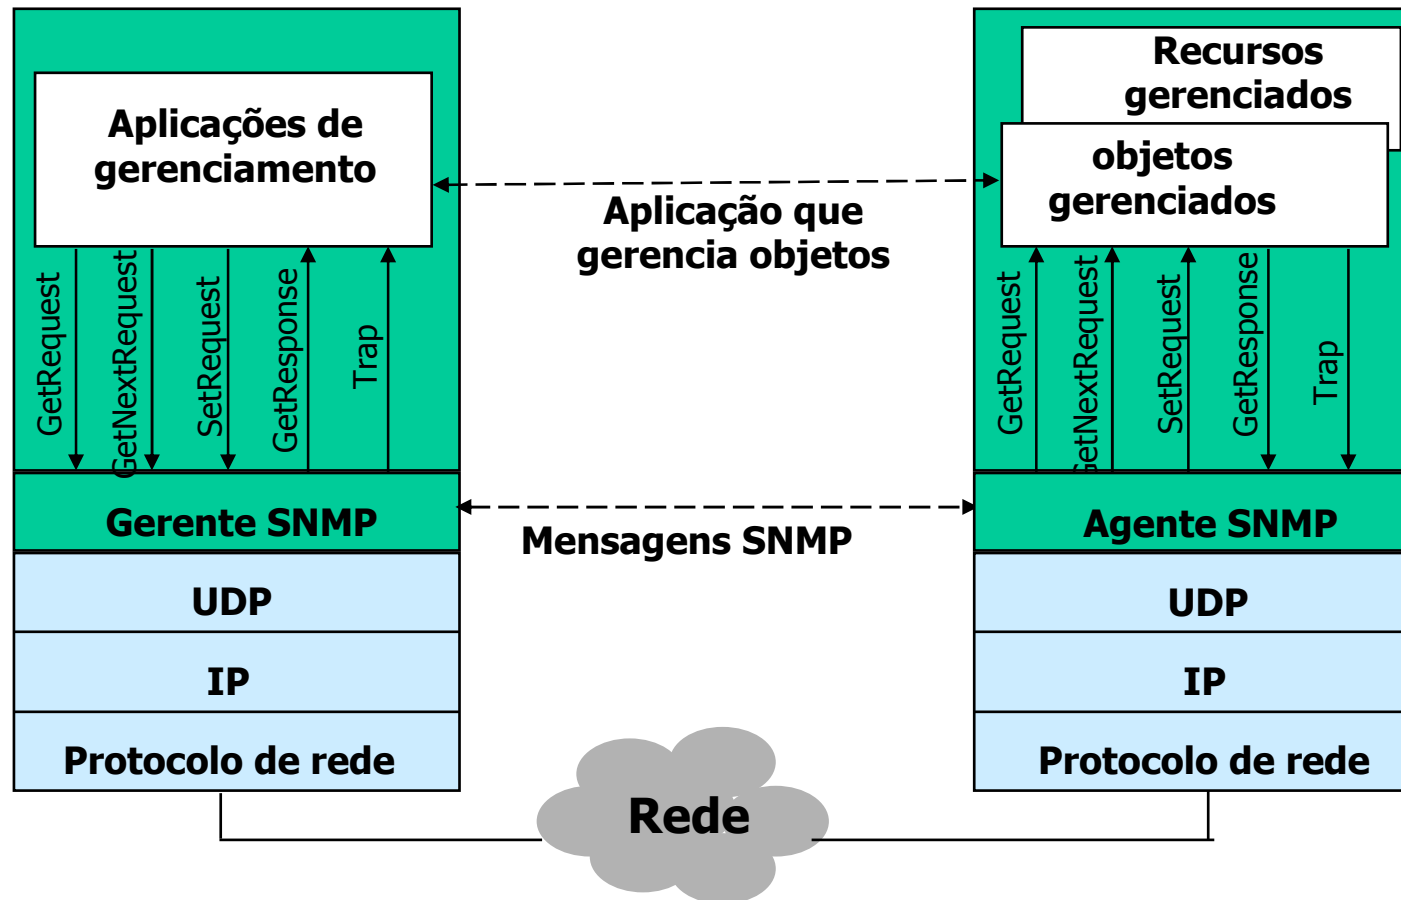 Aplicações de
gerenciamento
GetRequest
GetNextRequest
SetRequest
GetResponse
Trap
Gerente SNMP
UDP
IP
Protocolo de rede
Aplicação que
gerencia objetos
Mensagens SNMP
Rede
Recursos
gerenciados
objetos
gerenciados
GetRequest
GetNextRequest
SetRequest
GetResponse
Trap
Agente SNMP
UDP
IP
Protocolo de rede